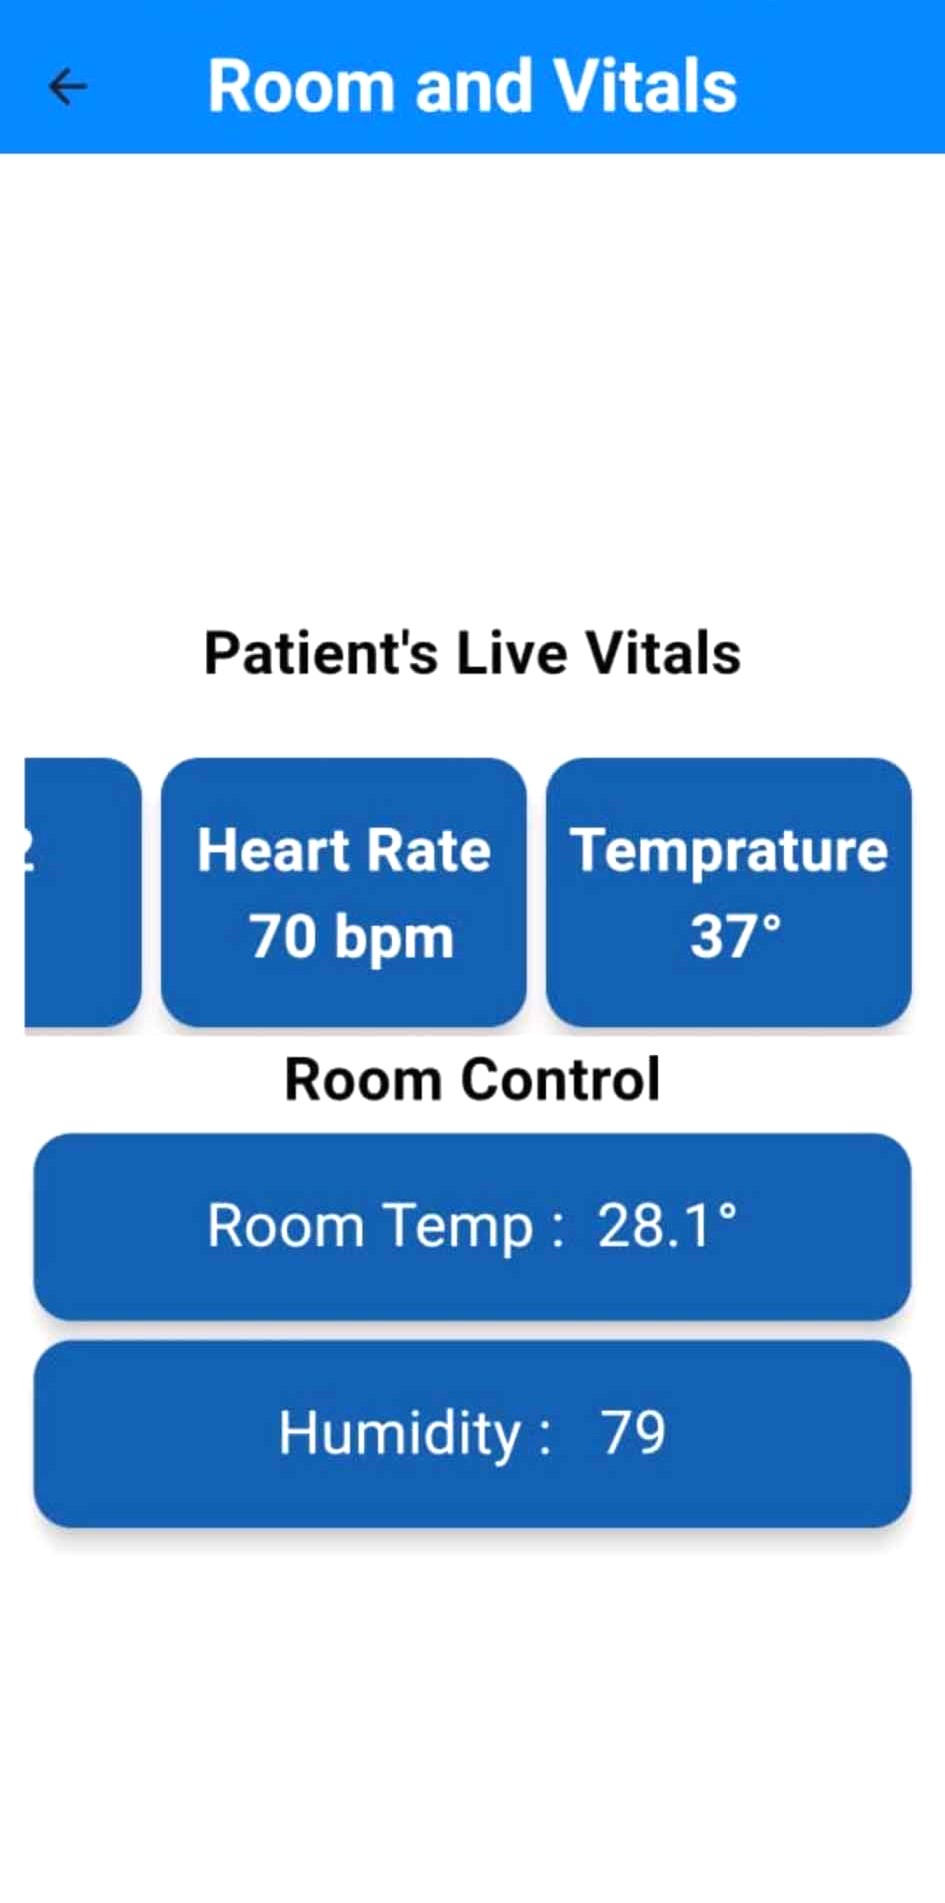 Room and Vitals
Patient's Live Vitals
2
Heart Rate
70 bpm
Temprature
37°
Room Control
Room Temp : 28.1°
Humidity : 79